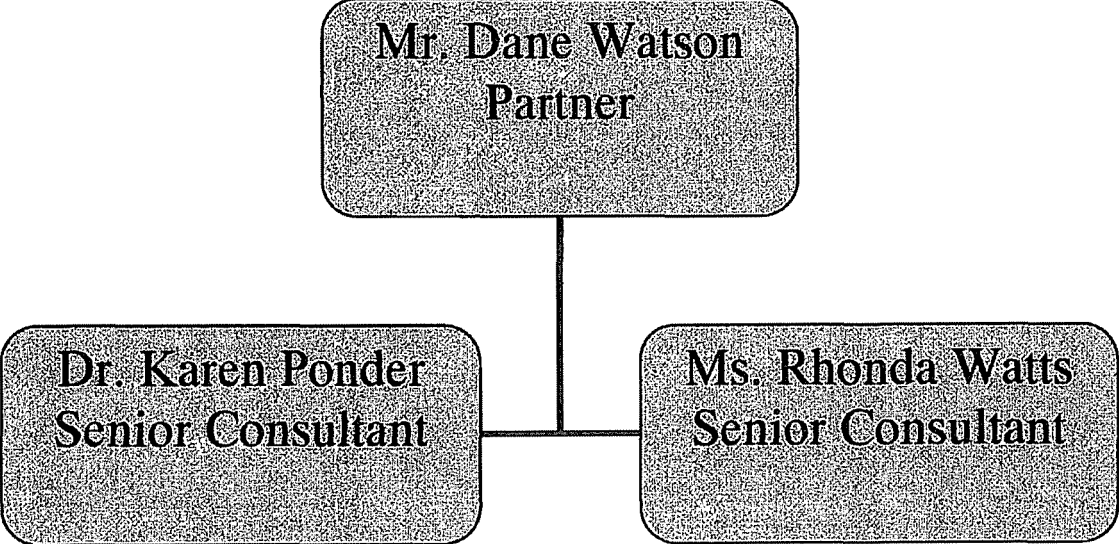 Mr. Dane Watson
Partner
Dr. Karen Ponder
Senior Consultant
Ms. Rhonda Watts
Senior Consultant